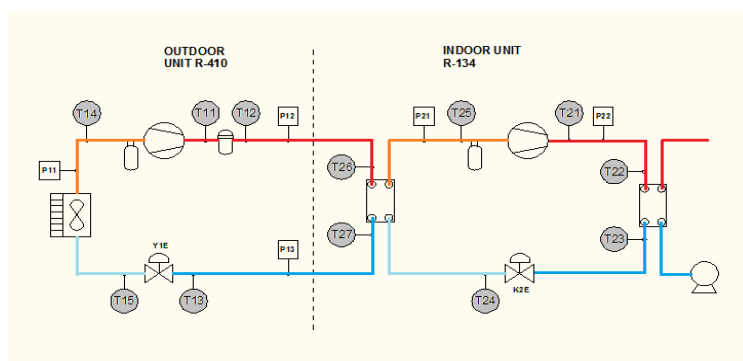 OUTDOOR
UNIT R-410
INDOOR UNIT
R-134
T14
T11
T12
P12
P21
T25
T21
P22
P11
T26
T22
T27
T23
Y1E
P13
T15
T13
T24
K2E